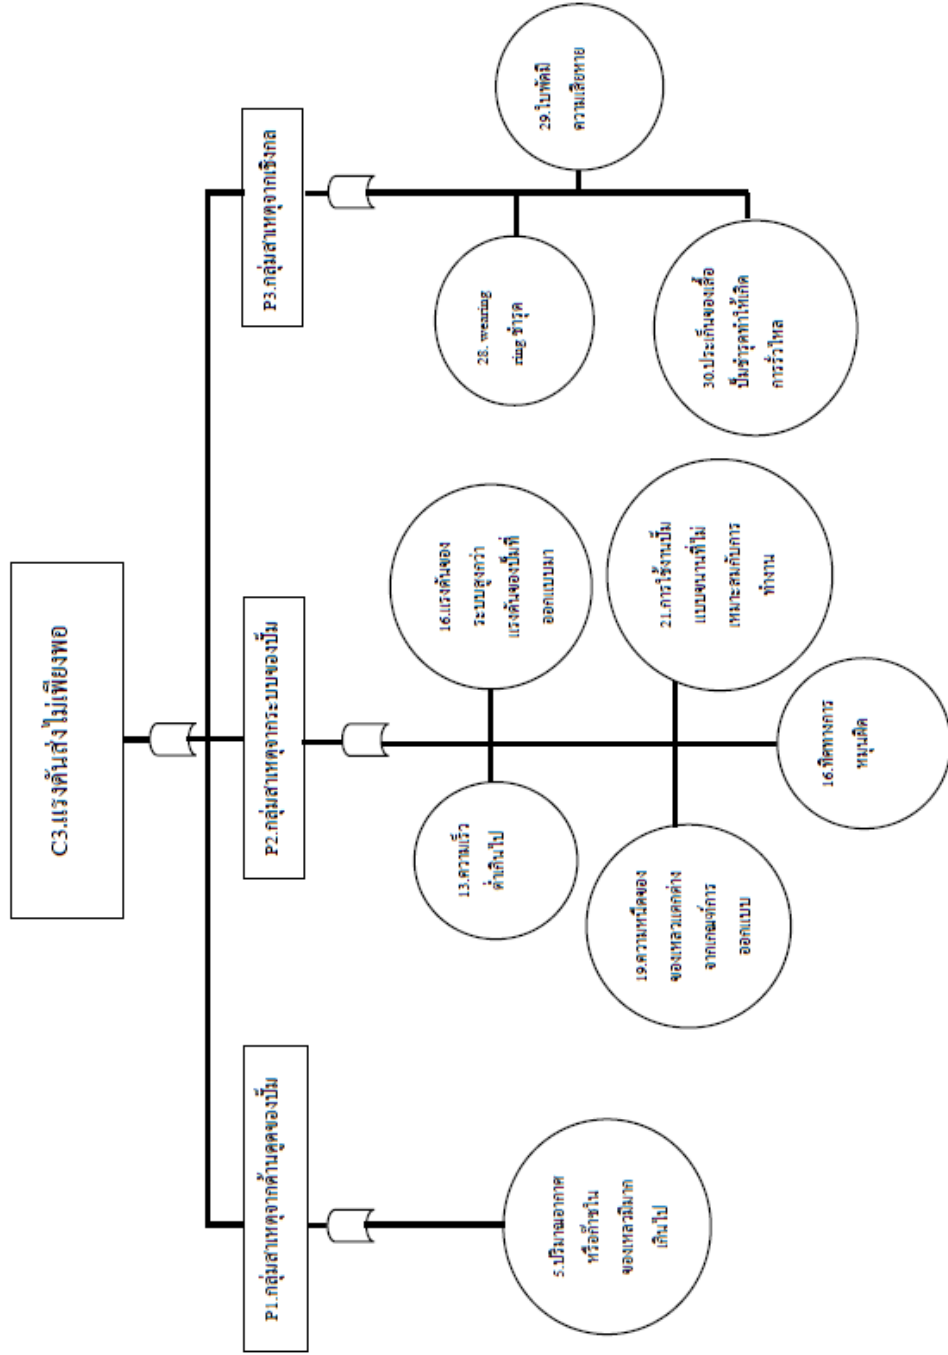 C3.แรงดันส่งไม่เพียงพอ
P1.กลุ่มสาเหตุจากด้านดูดของปั๊ม
P2.กลุ่มสาเหตุจากระบบของปั๊ม
P3.กลุ่มสาเหตุจากเชิงกล
5.ปริมาณอากาศ
หรือก๊าซใน
ของเหลวมีมาก
เกินไป
13.ความเร็ว
ต่ำเกินไป
16.แรงดันของ
ระบบสูงกว่า
แรงดันของปั๊มที่
ออกแบบมา
19.ความหนืดของ
ของเหลวแตกต่าง
จากเกณฑ์การ
ออกแบบ
21.การใช้งานปั๊ม
แบบขนานที่ไม่
เหมาะสมกับการ
ทำงาน
16.ทิศทางการ
หมุนผิด
28. wearing
ring ชำรุด
29.ใบพัดมี
ความเสียหาย
30.ประเก็นของเสื้อ
ปั๊มชำรุดทำให้เกิด
การรั่วไหล